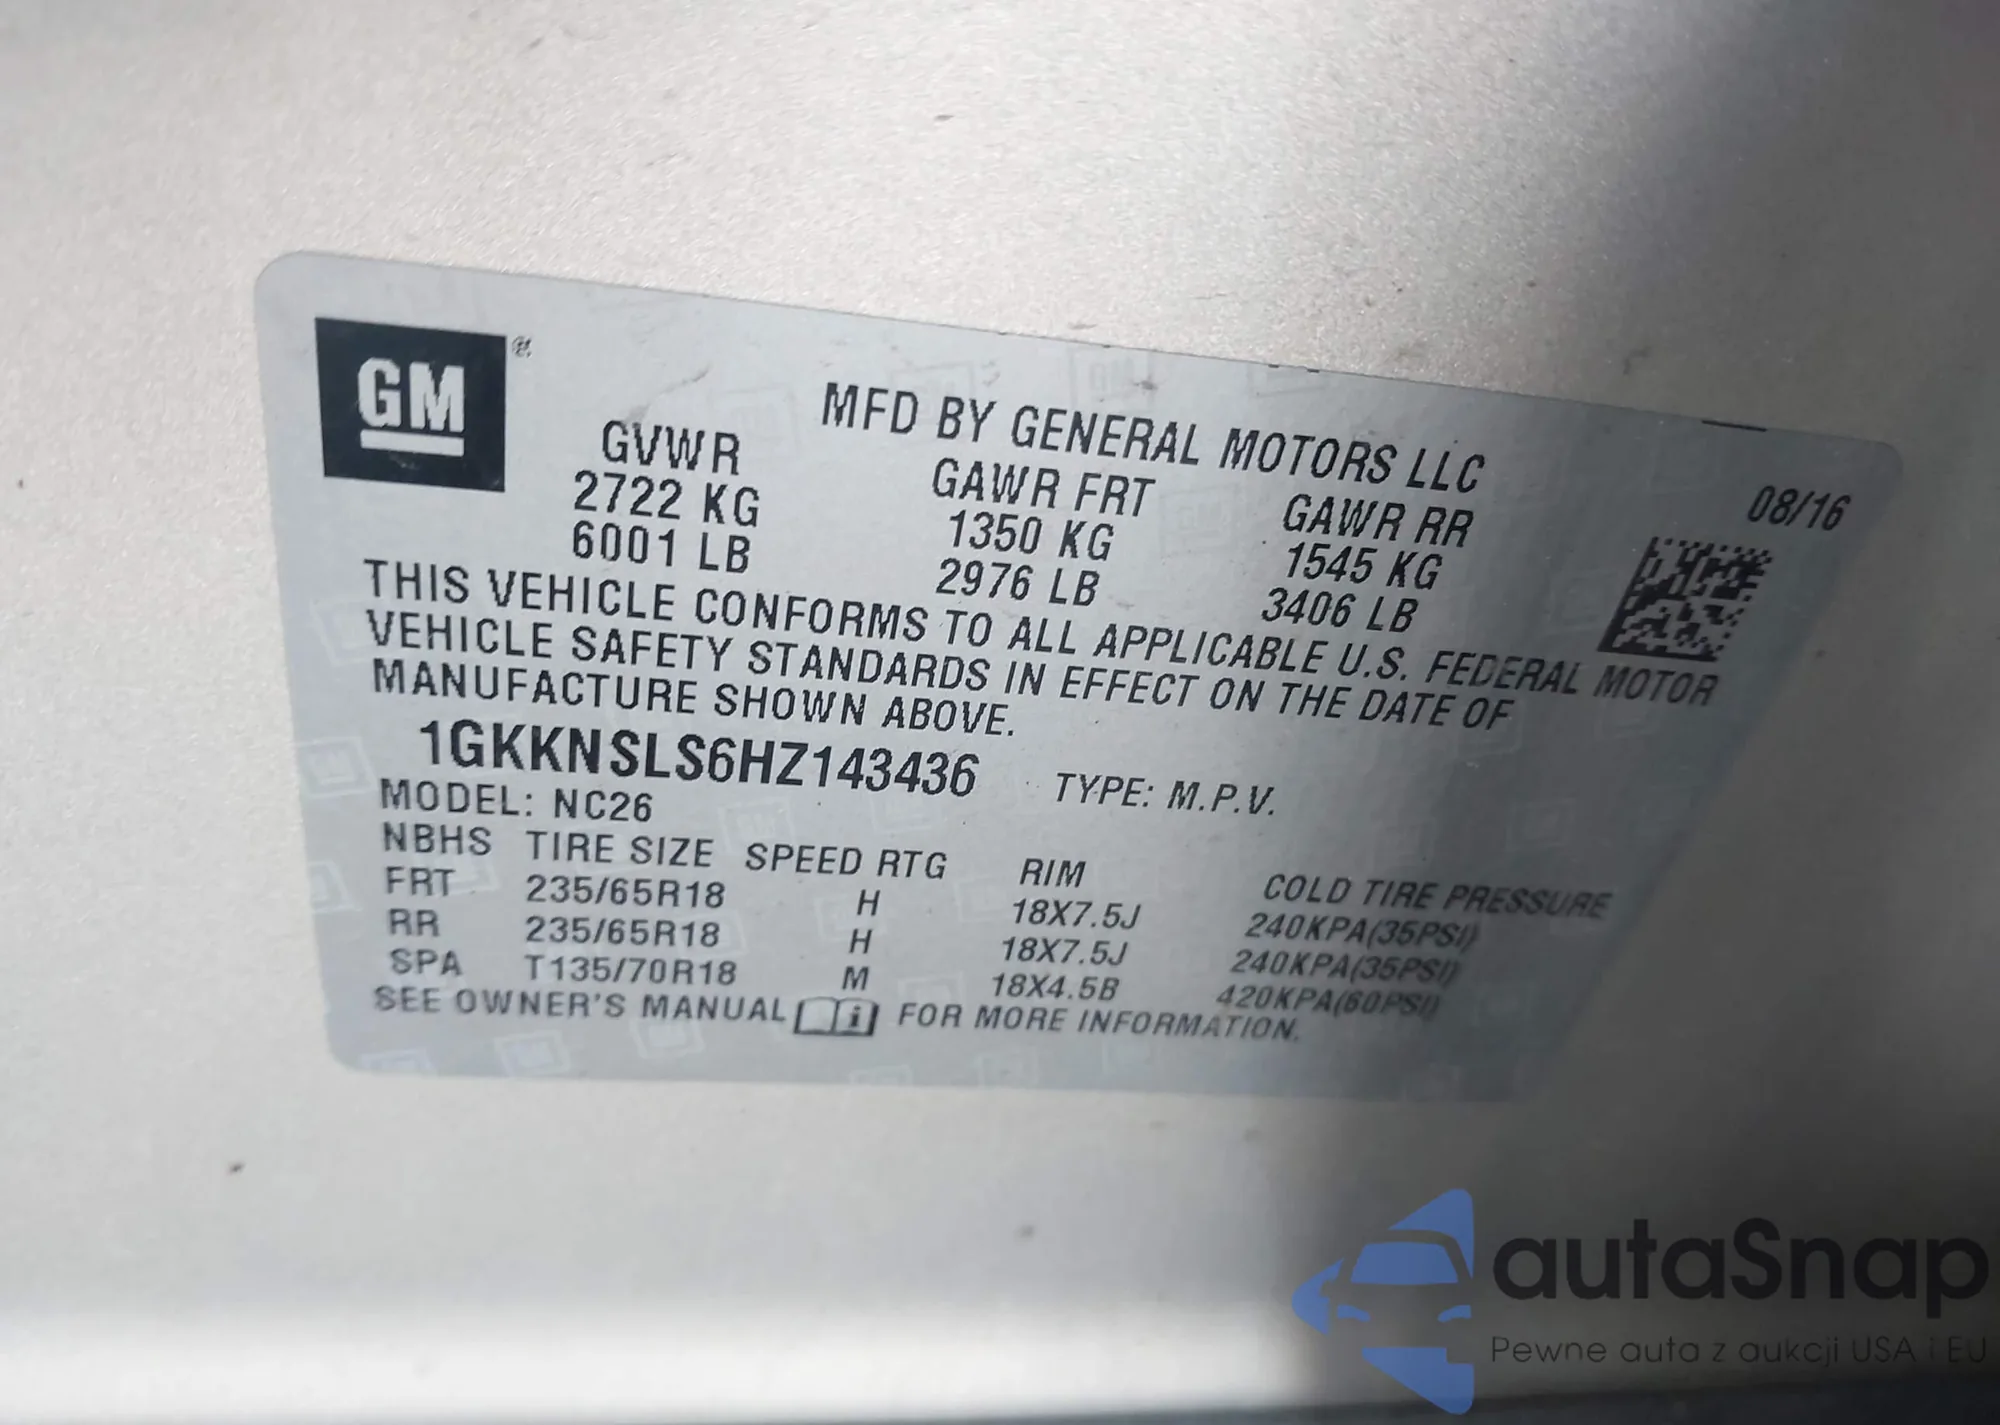 GM ®
MFD BY GENERAL MOTORS LLC
GVWR GAWR FRT GAWR RR 08/16
2722 KG 1350 KG 1545 KG
6001 LB 2976 LB 3406 LB
THIS VEHICLE CONFORMS TO ALL APPLICABLE U.S. FEDERAL MOTOR
VEHICLE SAFETY STANDARDS IN EFFECT ON THE DATE OF
MANUFACTURE SHOWN ABOVE.
1GKKNSLS6HZ143436 TYPE: M.P.V.
MODEL: NC26
NBHS TIRE SIZE SPEED RTG RIM COLD TIRE PRESSURE
FRT 235/65R18 H 18X7.5J 240KPA(35PSI)
RR 235/65R18 H 18X7.5J 240KPA(35PSI)
SPA T135/70R18 M 18X4.5B 420KPA(60PSI)
SEE OWNER'S MANUAL i FOR MORE INFORMATION.
autaSnap
Pewne auta z aukcji USA i EU